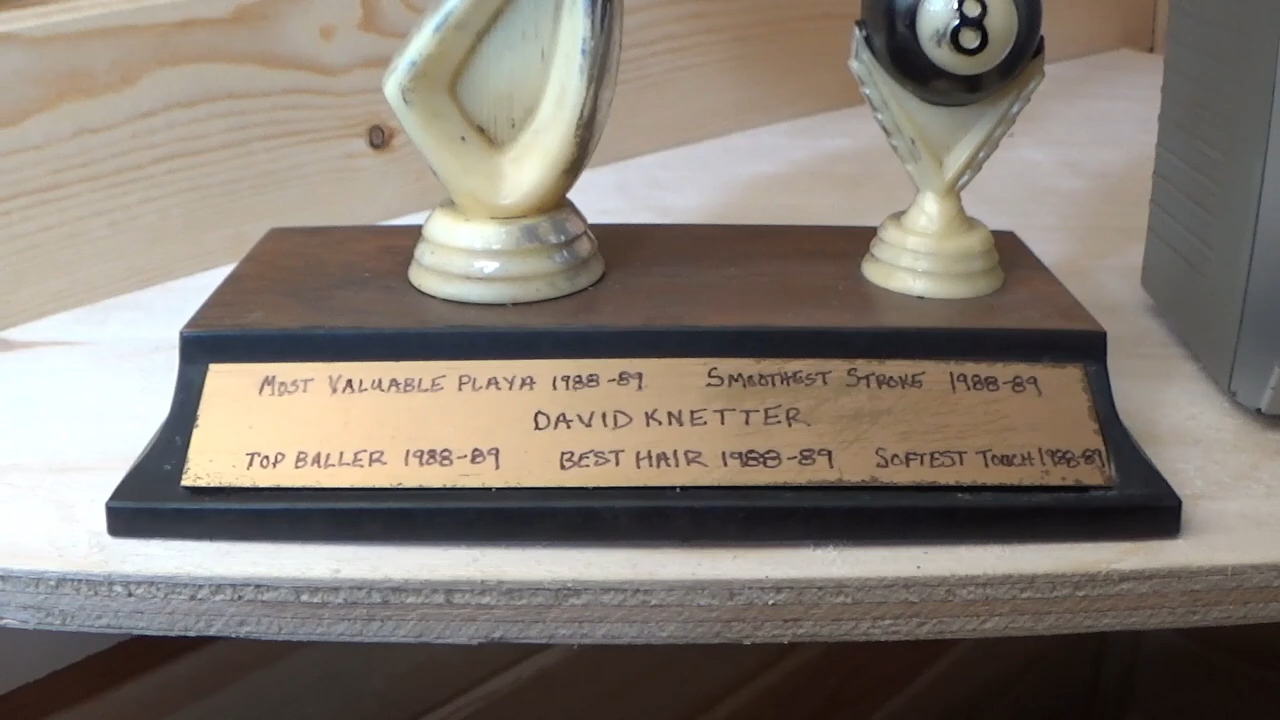 8
MOST VALUABLE PLAYA 1988-89 SMOOTHEST STROKE 1988-89
DAVID KNETTER
TOP BALLER 1988-89 BEST HAIR 1988-89 SOFTEST TOUCH 1988-89